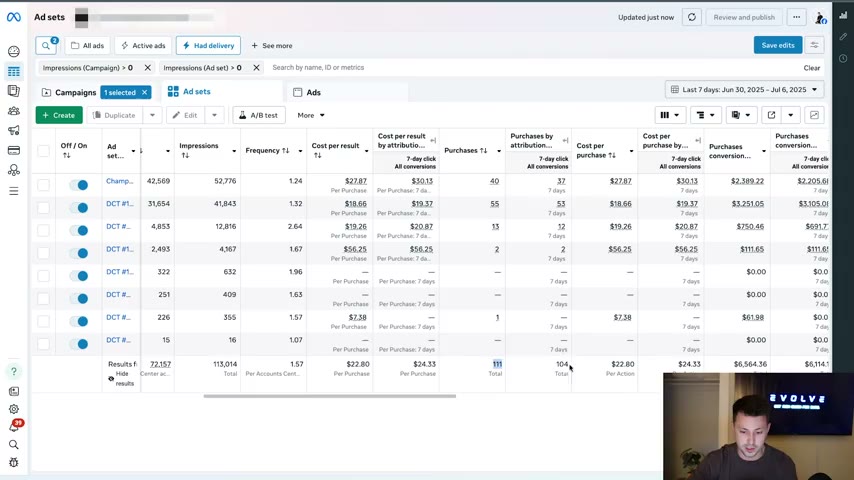 Ad sets
Updated just now
Review and publish
2
All ads
Active ads
Had delivery
+ See more
Save edits
Impressions (Campaign) > 0 ×
Impressions (Ad set) > 0 ×
Search by name, ID or metrics
Clear
Campaigns
1 selected ×
Ad sets
Ads
Last 7 days: Jun 30, 2025 – Jul 6, 2025
+ Create
Duplicate
Edit
A/B test
More
Off / On
Ad set...
Impressions
Frequency
Cost per result
Cost per result by attribution...
7-day click
All conversions
Purchases
Purchases by attribution...
7-day click
All conversions
Cost per purchase
Cost per purchase by...
7-day click
All conversions
Purchases conversion...
Purchases conversion...
7-day click
All conversions
Champ... 42,569 52,776 1.24 $27.87 $30.13 40 37 $27.87 $30.13 $2,389.22 $2,205.6
Per Purchase Per Purchase: 7 da... 7 days 7 days
DCT #1... 31,654 41,843 1.32 $18.66 $19.37 55 53 $18.66 $19.37 $3,251.05 $3,105.0
Per Purchase Per Purchase: 7 da... 7 days 7 days
DCT #... 4,853 12,816 2.64 $19.26 $20.87 13 12 $19.26 $20.87 $750.46 $691.7
Per Purchase Per Purchase: 7 da... 7 days 7 days
DCT #1... 2,493 4,167 1.67 $56.25 $56.25 2 2 $56.25 $56.25 $111.65 $111.6
Per Purchase Per Purchase: 7 da... 7 days 7 days
DCT #1... 322 632 1.96 — — — — — — $0.00 $0.0
Per Purchase Per Purchase: 7 days 7 days 7 days
DCT #... 251 409 1.63 — — — — — — $0.00 $0.0
Per Purchase Per Purchase: 7 days 7 days 7 days
DCT #... 226 355 1.57 $7.38 — 1 — $7.38 — $61.98 $0.0
Per Purchase Per Purchase: 7 days 7 days 7 days
DCT #... 15 16 1.07 — — — — — — $0.00 $0.0
Per Purchase Per Purchase: 7 days 7 days 7 days
Results f 72,157 113,014 1.57 $22.80 $24.33 111 104 $22.80 $24.33 $6,564.36 $6,114.
Hide results Center ac... Total Per Accounts Cent... Per Purchase Per Purchase Total Total Per Action
39
EVOLVE